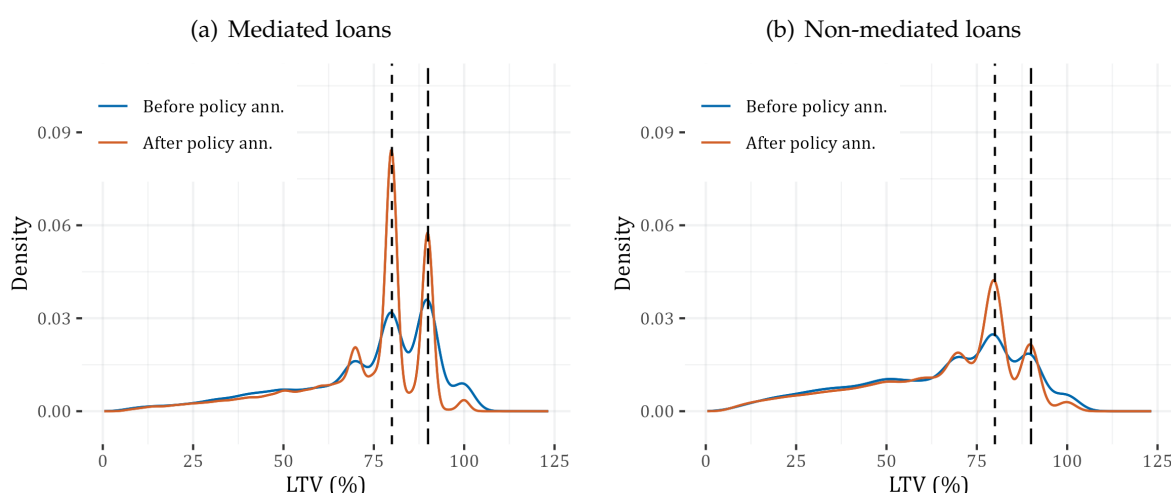 (a) Mediated loans
Before policy ann.
After policy ann.
Density
0.09
0.06
0.03
0.00
0 25 50 75 100 125
LTV (%)
(b) Non-mediated loans
Before policy ann.
After policy ann.
Density
0.09
0.06
0.03
0.00
0 25 50 75 100 125
LTV (%)